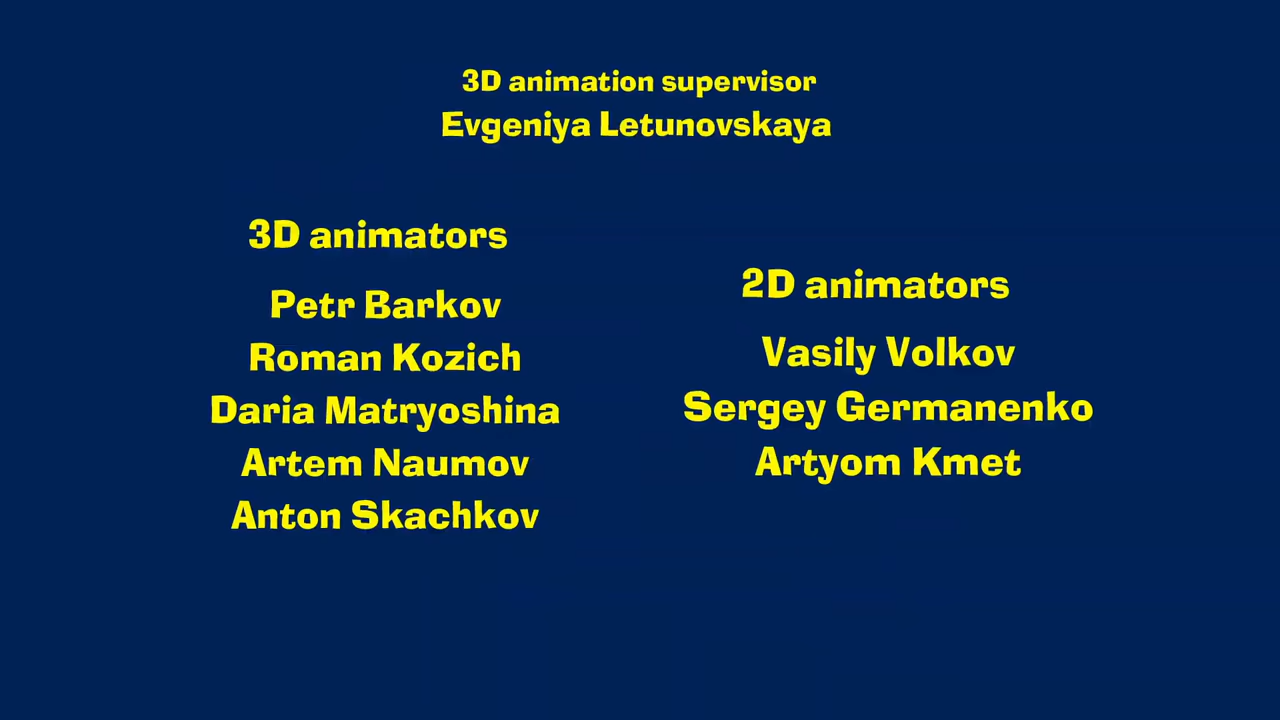 3D animation supervisor
Evgeniya Letunovskaya
3D animators
Petr Barkov
Roman Kozich
Daria Matryoshina
Artem Naumov
Anton Skachkov
2D animators
Vasily Volkov
Sergey Germanenko
Artyom Kmet